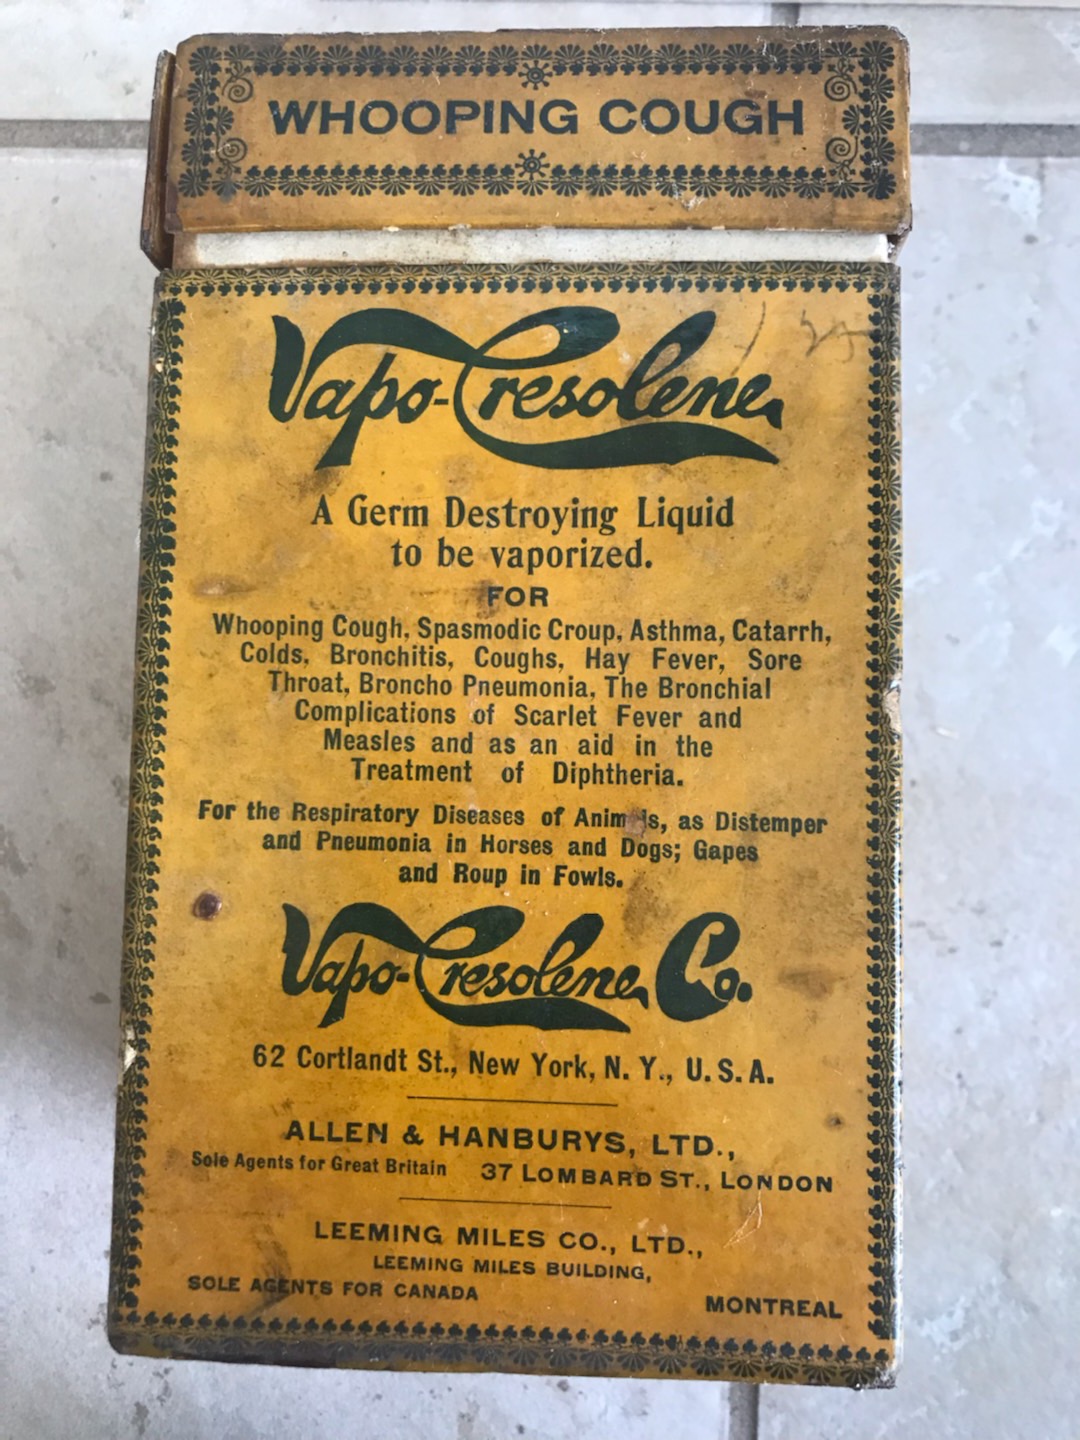 WHOOPING COUGH
Vapo-Cresolene
A Germ Destroying Liquid
to be vaporized.
FOR
Whooping Cough, Spasmodic Croup, Asthma, Catarrh,
Colds, Bronchitis, Coughs, Hay Fever, Sore
Throat, Broncho Pneumonia, The Bronchial
Complications of Scarlet Fever and
Measles and as an aid in the
Treatment of Diphtheria.
For the Respiratory Diseases of Animals, as Distemper
and Pneumonia in Horses and Dogs; Gapes
and Roup in Fowls.
Vapo-Cresolene Co.
62 Cortlandt St., New York, N. Y., U. S. A.
ALLEN & HANBURYS, LTD.,
Sole Agents for Great Britain 37 LOMBARD ST., LONDON
LEEMING MILES CO., LTD.,
LEEMING MILES BUILDING,
SOLE AGENTS FOR CANADA
MONTREAL